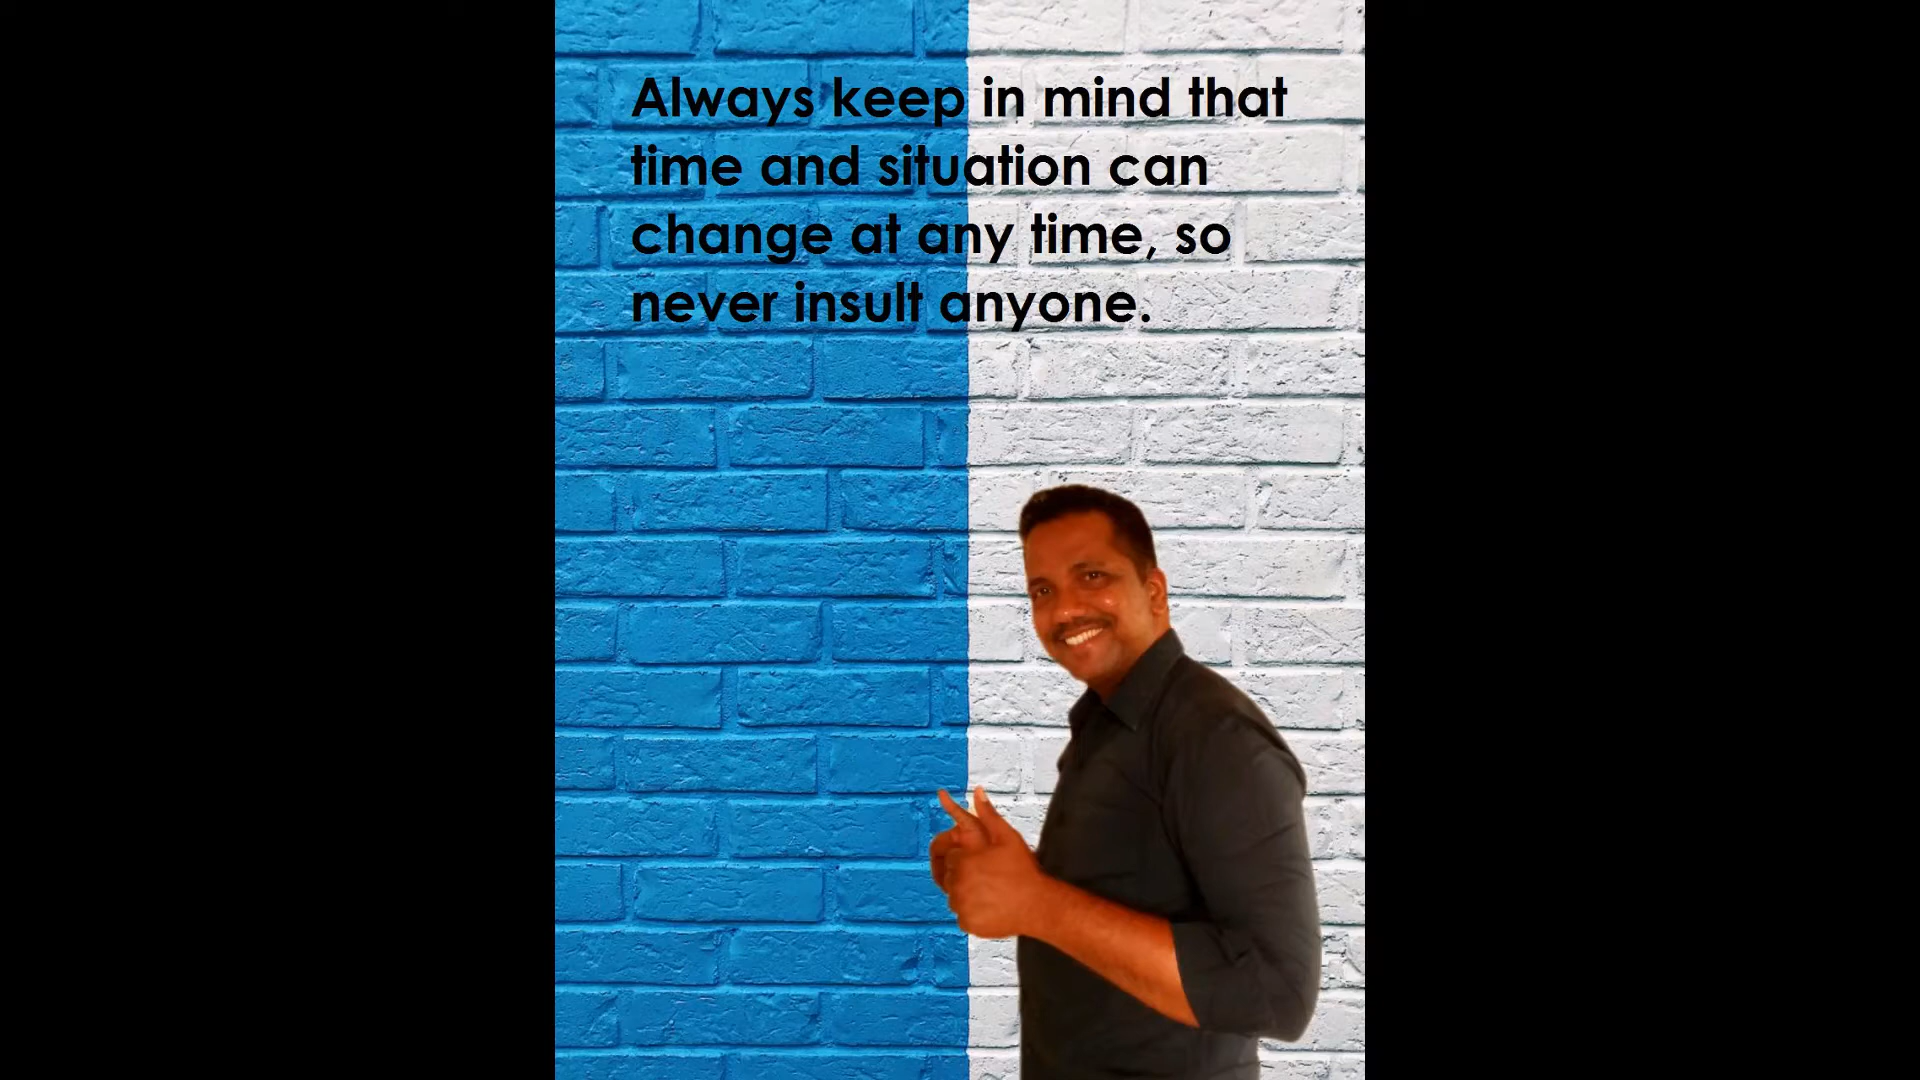 Always keep in mind that
time and situation can
change at any time, so
never insult anyone.